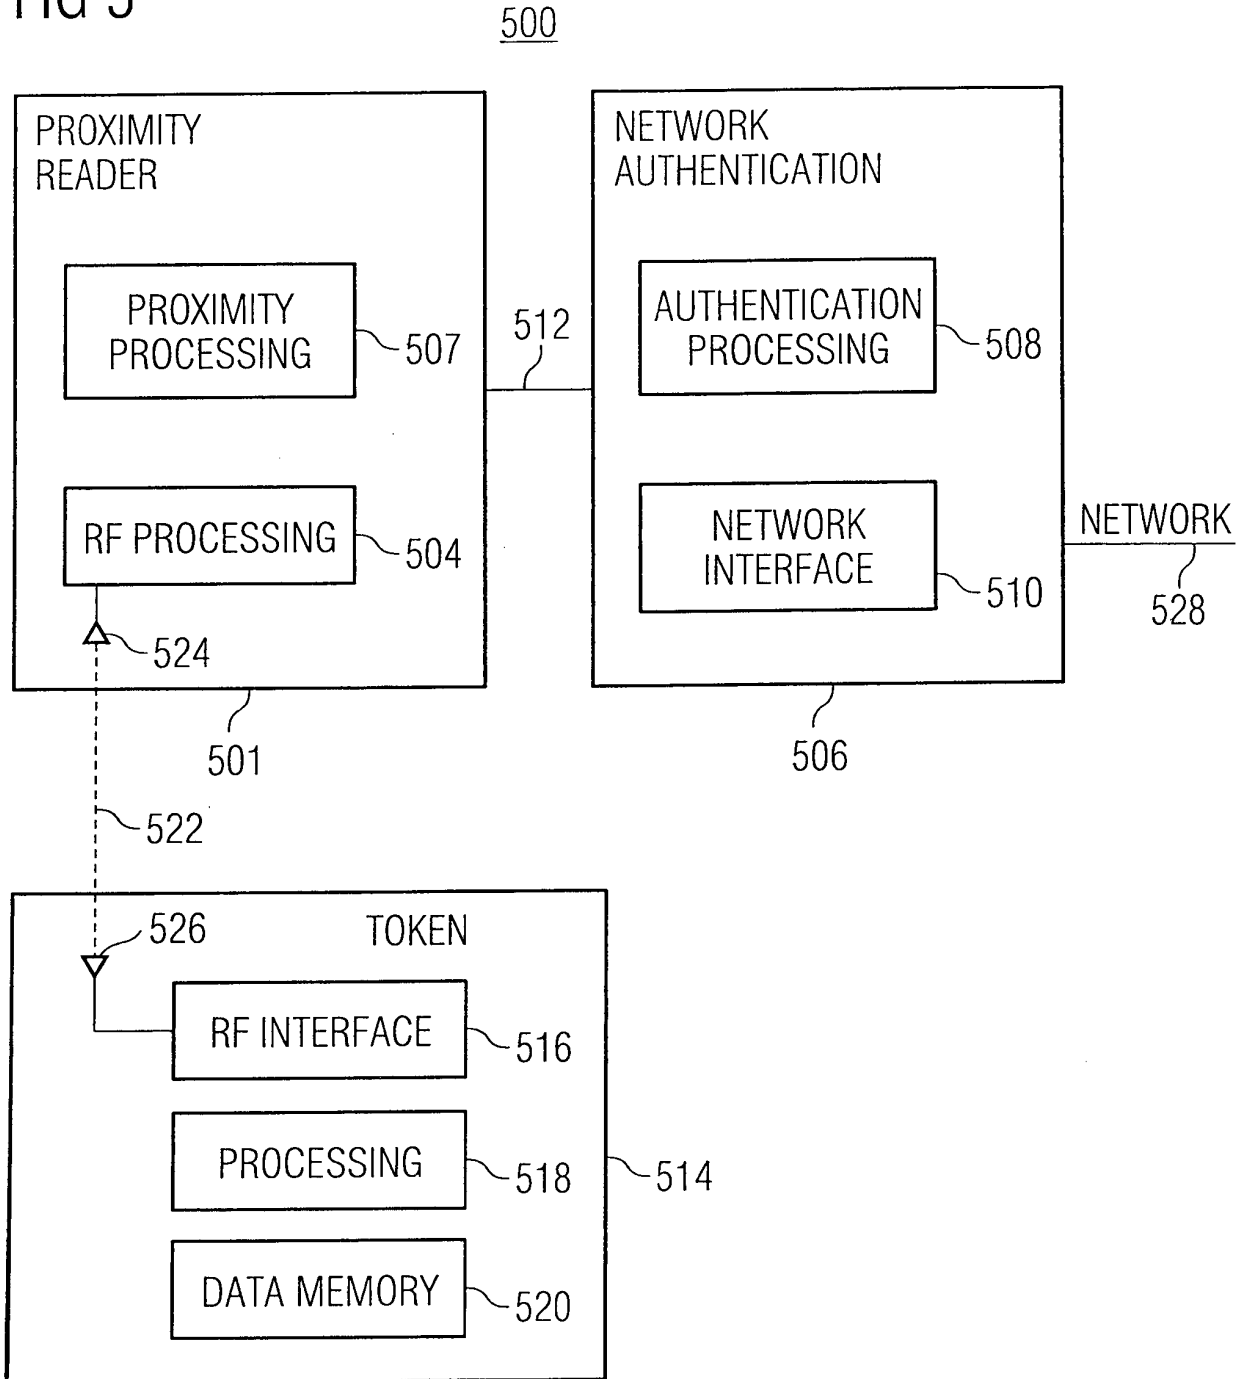 FIG 5
500
PROXIMITY
READER
PROXIMITY
PROCESSING
507
RF PROCESSING
504
524
501
512
NETWORK
AUTHENTICATION
AUTHENTICATION
PROCESSING
508
NETWORK
INTERFACE
510
506
NETWORK
528
522
526
TOKEN
RF INTERFACE
516
PROCESSING
518
514
DATA MEMORY
520